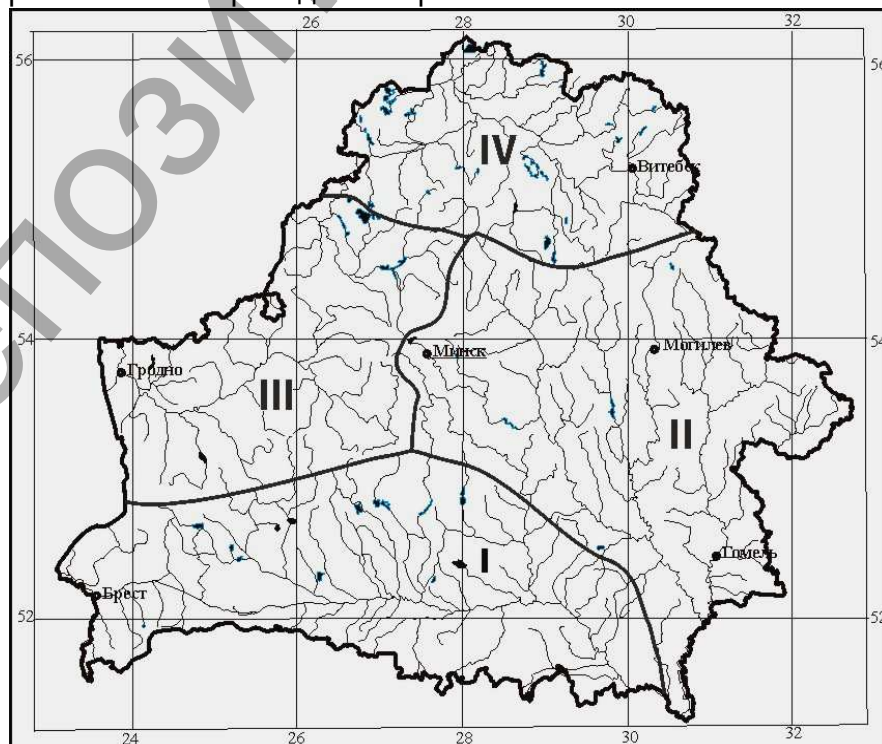 26 28 30 32
56
IV
Витебск
54
Минск
Могилев
Гродно
III
II
I
Гомель
52
Брест
52
24 26 28 30 32